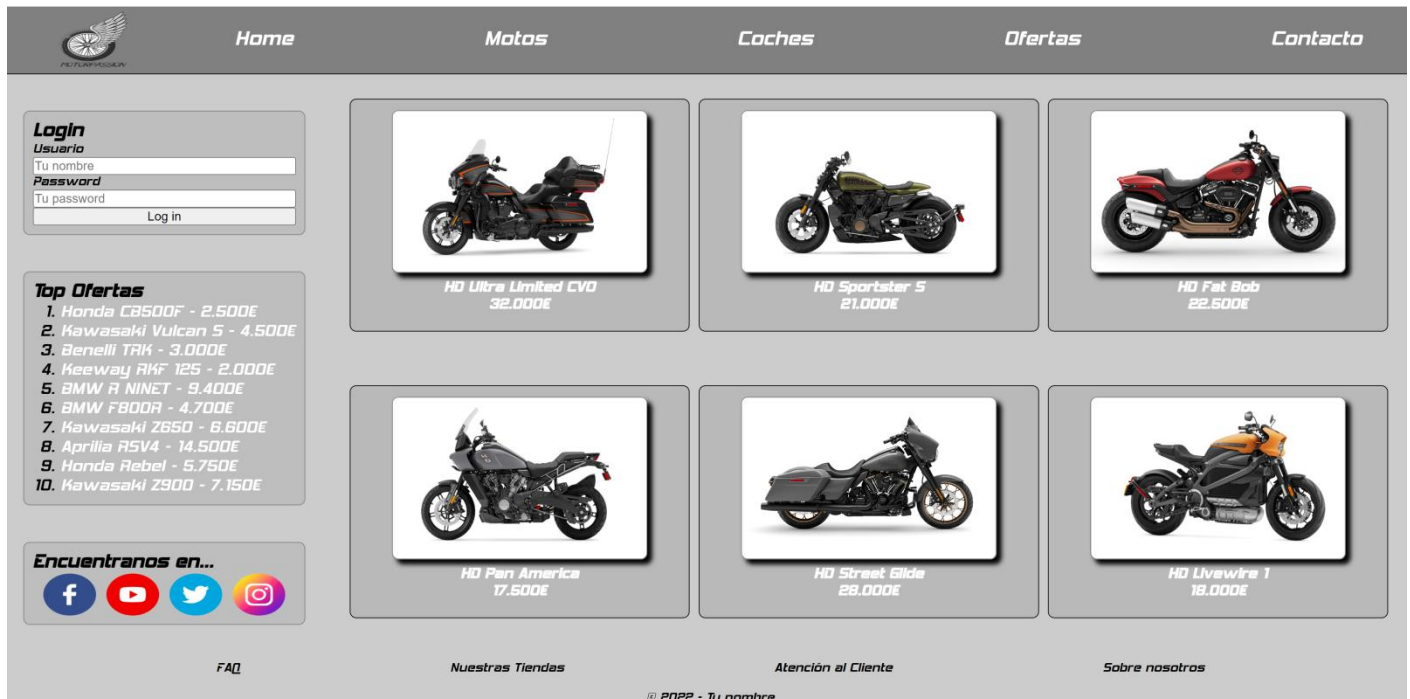 MOTORPASSION
Home Motos Coches Ofertas Contacto
Login
Usuario
Tu nombre
Password
Tu password
Log in
Top Ofertas
1. Honda CB500F - 2.500€
2. Kawasaki Vulcan S - 4.500€
3. Benelli TRK - 3.000€
4. Keeway RKF 125 - 2.000€
5. BMW R NINET - 9.400€
6. BMW F800R - 4.700€
7. Kawasaki Z650 - 6.600€
8. Aprilia RSV4 - 14.500€
9. Honda Rebel - 5.750€
10. Kawasaki Z900 - 7.150€
Encuentranos en...
HD Ultra Limited CVO
32.000€
HD Sportster S
21.000€
HD Fat Bob
22.500€
HD Pan America
17.500€
HD Street Glide
28.000€
HD Livewire 1
18.000€
FAQ Nuestras Tiendas Atención al Cliente Sobre nosotros
© 2022 - Tu nombre